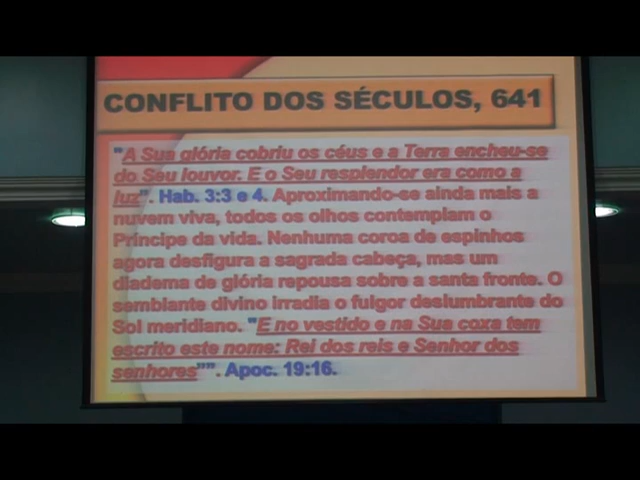 CONFLITO DOS SÉCULOS, 641
"A Sua glória cobriu os céus e a Terra encheu-se
do Seu louvor. E o Seu resplendor era como a
luz". Hab. 3:3 e 4. Aproximando-se ainda mais a
nuvem viva, todos os olhos contemplam o
Príncipe da vida. Nenhuma coroa de espinhos
agora desfigura a sagrada cabeça, mas um
diadema de glória repousa sobre a santa fronte. O
semblante divino irradia o fulgor deslumbrante do
Sol meridiano. "E no vestido e na Sua coxa tem
escrito este nome: Rei dos reis e Senhor dos
senhores"". Apoc. 19:16.